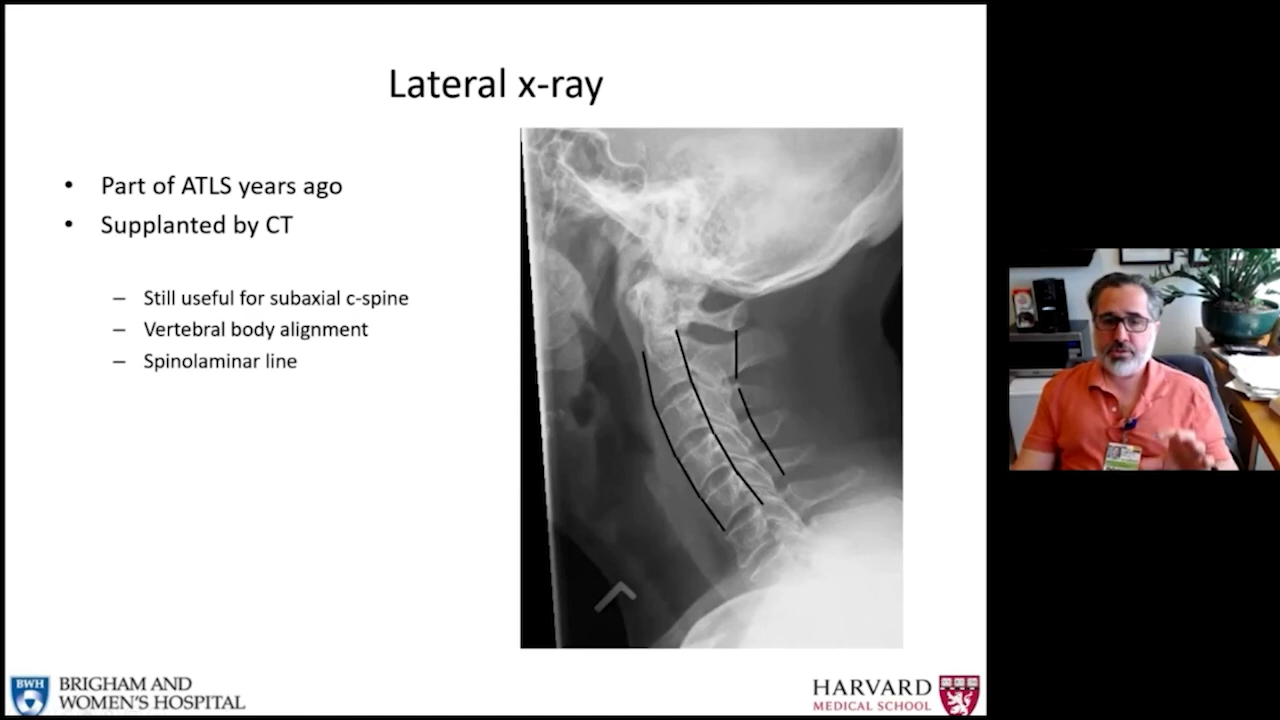 Lateral x-ray
• Part of ATLS years ago
• Supplanted by CT
– Still useful for subaxial c-spine
– Vertebral body alignment
– Spinolaminar line
BWH
BRIGHAM AND
WOMEN'S HOSPITAL
HARVARD
MEDICAL SCHOOL